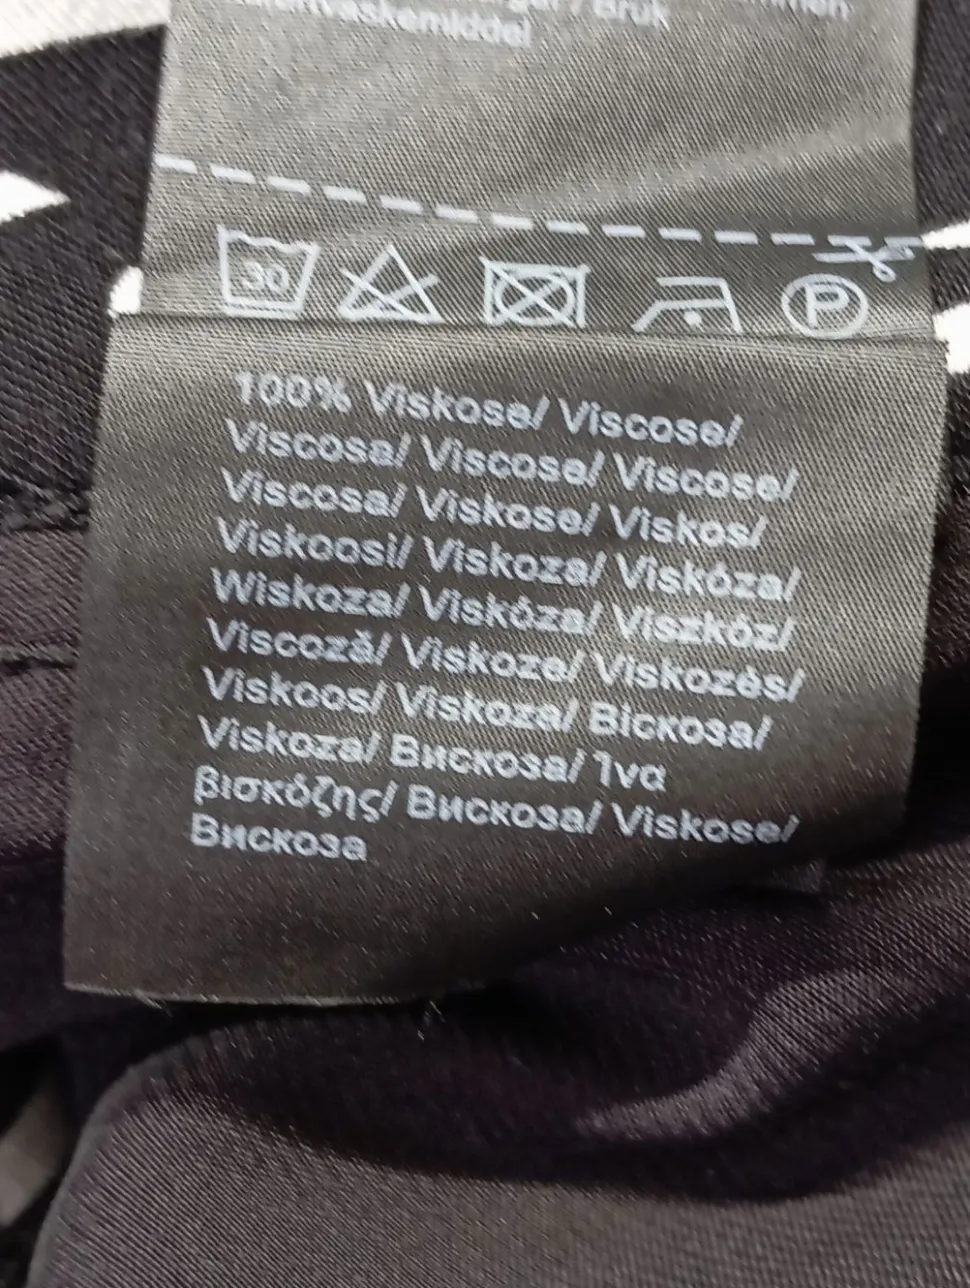 Bruk
100% Viskose/ Viscose/
Viscosa/ Viscose/ Viscose/
Viscosa/ Viskose/ Viskos/
Viskoosi/ Viskoza/ Viskóza/
Wiskoza/ Viskóza/ Viszkóz/
Viscoză/ Viskoze/ Viskozės/
Viskoos/ Viskoza/ Віскоза/
Viskoza/ Вискоза/ Ίνα
βισκόζης/ Вискоза/ Viskose/
Вискоза